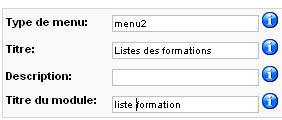 Type de menu: menu2
Titre: Listes des formations
Description:
Titre du module: liste formation